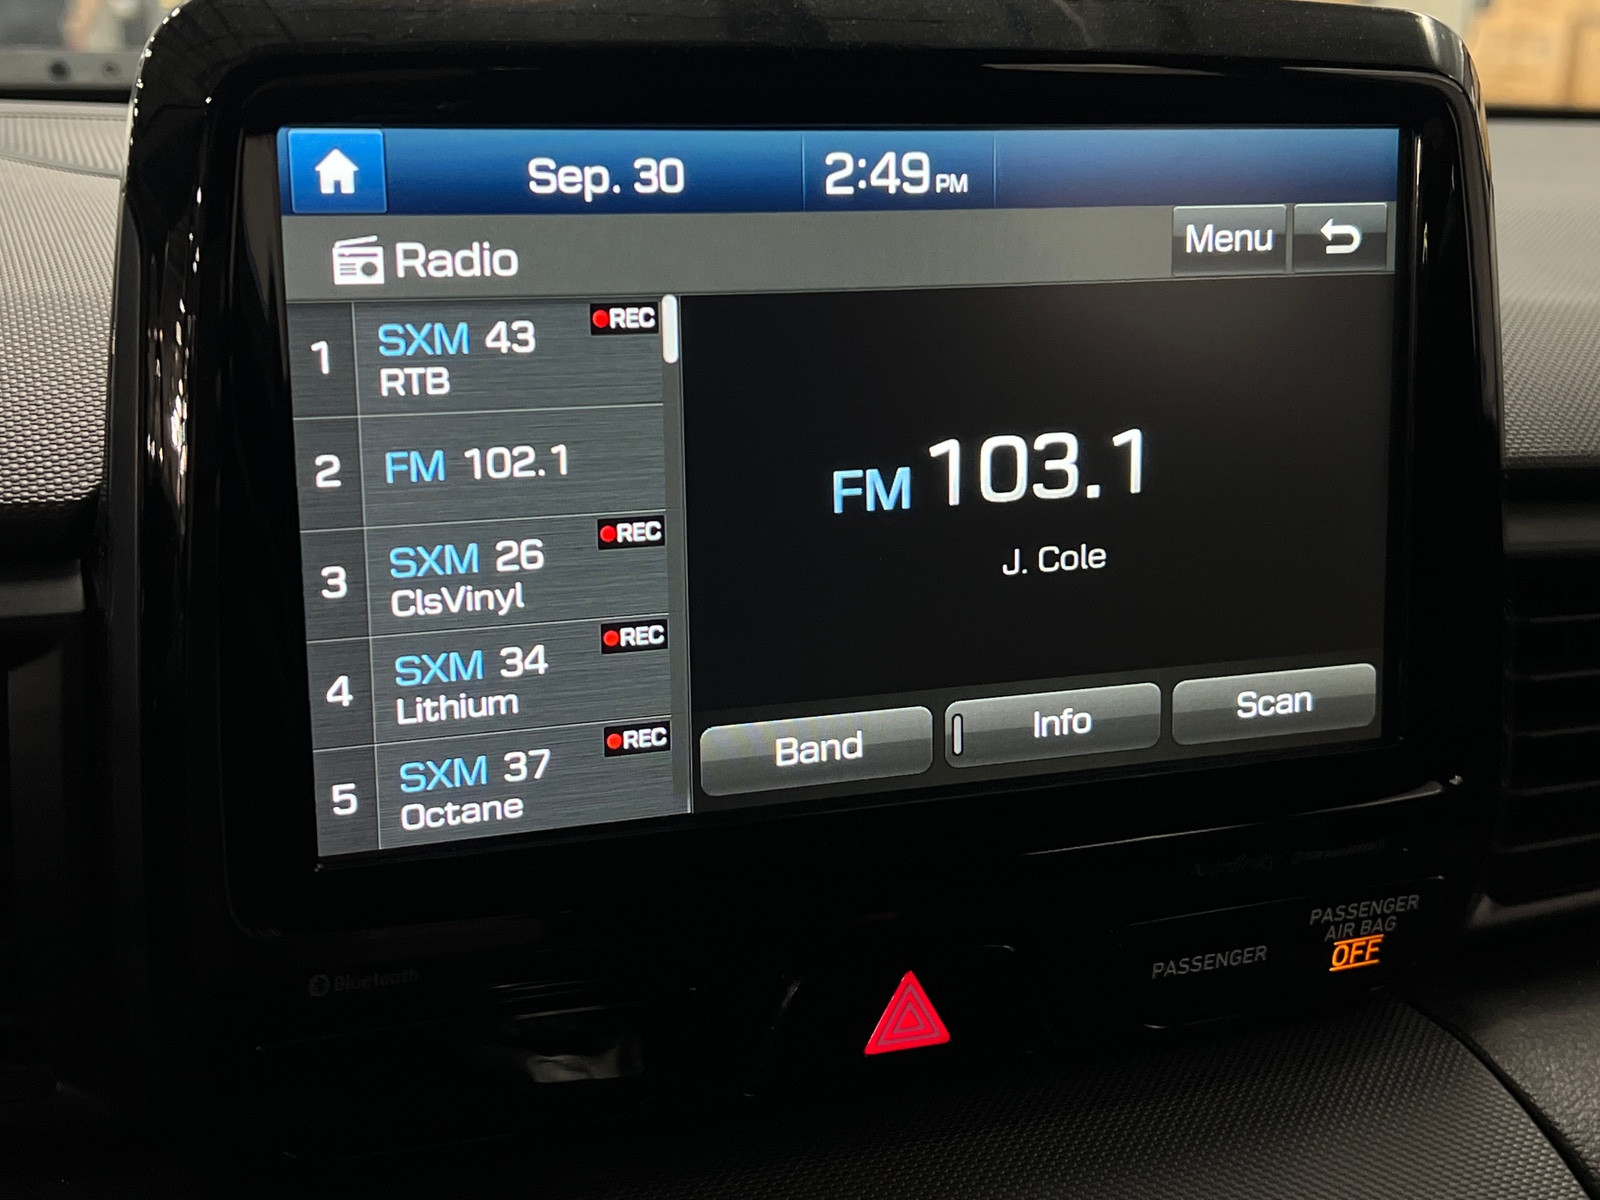 Sep. 30
2:49 PM
Radio
Menu
1
SXM 43
REC
RTB
2
FM 102.1
3
SXM 26
REC
ClsVinyl
4
SXM 34
REC
Lithium
5
SXM 37
REC
Octane
FM 103.1
J. Cole
Band
Info
Scan
Bluetooth
PASSENGER
PASSENGER
AIR BAG
OFF